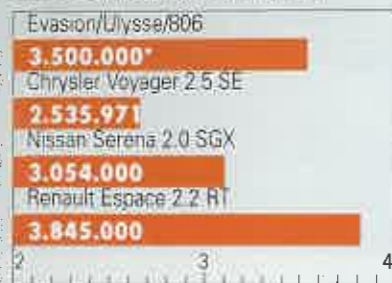 Evasion/Ulysse/806
3.500.000*
Chrysler Voyager 2.5 SE
2.535.971
Nissan Serena 2.0 SGX
3.054.000
Renault Espace 2.2 RT
3.845.000
2 3 4